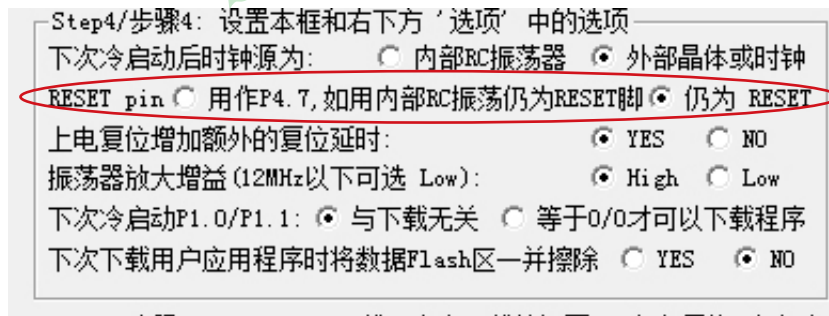 Step4/步骤4: 设置本框和右下方 '选项' 中的选项
下次冷启动后时钟源为: 内部RC振荡器 外部晶体或时钟
RESET pin 用作P4.7,如用内部RC振荡仍为RESET脚 仍为 RESET
上电复位增加额外的复位延时: YES NO
振荡器放大增益(12MHz以下可选 Low): High Low
下次冷启动P1.0/P1.1: 与下载无关 等于0/0才可以下载程序
下次下载用户应用程序时将数据Flash区一并擦除 YES NO